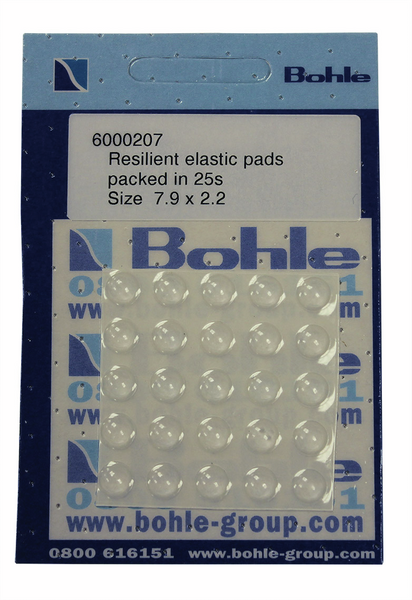 Bohle
6000207
Resilient elastic pads
packed in 25s
Size 7.9 x 2.2
Bohle
Bohle
www.bohle-group.com
0800 616151 www.bohle-group.com